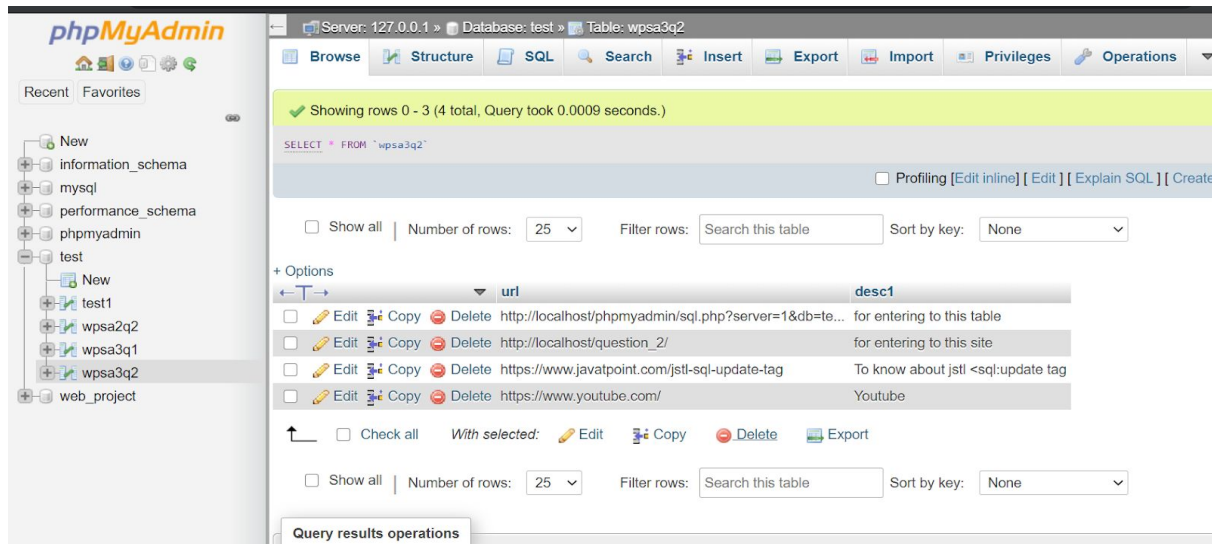 phpMyAdmin
Recent Favorites
New
information_schema
mysql
performance_schema
phpmyadmin
test
New
test1
wpsa2q2
wpsa3q1
wpsa3q2
web_project
Server: 127.0.0.1 » Database: test » Table: wpsa3q2
Browse Structure SQL Search Insert Export Import Privileges Operations
Showing rows 0 - 3 (4 total, Query took 0.0009 seconds.)
SELECT * FROM `wpsa3q2`
Profiling [Edit inline] [ Edit ] [ Explain SQL ] [ Create
Show all | Number of rows: 25 Filter rows: Search this table Sort by key: None
+ Options
←T→ url desc1
Edit Copy Delete http://localhost/phpmyadmin/sql.php?server=1&db=te... for entering to this table
Edit Copy Delete http://localhost/question_2/ for entering to this site
Edit Copy Delete https://www.javatpoint.com/jstl-sql-update-tag To know about jstl <sql:update tag
Edit Copy Delete https://www.youtube.com/ Youtube
Check all With selected: Edit Copy Delete Export
Show all | Number of rows: 25 Filter rows: Search this table Sort by key: None
Query results operations